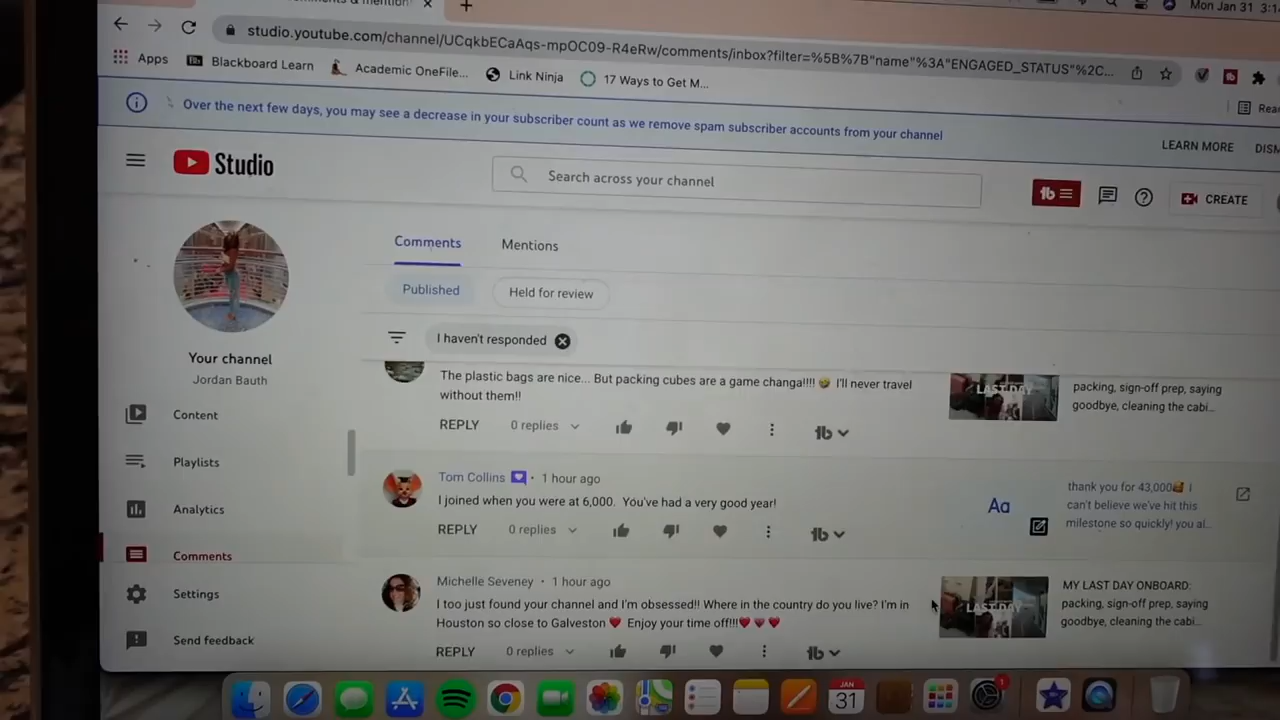 Mon Jan 31 3:1
studio.youtube.com/channel/UCqkbECaAqs-mpOC09-R4eRw/comments/inbox?filter=%5B%7B"name"%3A"ENGAGED_STATUS"%2C...
Apps
Blackboard Learn
Academic OneFile...
Link Ninja
17 Ways to Get M...
Over the next few days, you may see a decrease in your subscriber count as we remove spam subscriber accounts from your channel
LEARN MORE
Studio
Search across your channel
CREATE
Comments
Mentions
Published
Held for review
I haven't responded
Your channel
Jordan Bauth
Content
Playlists
Analytics
Comments
Settings
Send feedback
The plastic bags are nice... But packing cubes are a game changa!!!! 🤣 I'll never travel
without them!!
REPLY 0 replies
LAST DAY
packing, sign-off prep, saying
goodbye, cleaning the cabi...
Tom Collins · 1 hour ago
I joined when you were at 6,000. You've had a very good year!
REPLY 0 replies
Aa
thank you for 43,000🥰 I
can't believe we've hit this
milestone so quickly! you al...
Michelle Seveney · 1 hour ago
I too just found your channel and I'm obsessed!! Where in the country do you live? I'm in
Houston so close to Galveston ❤️ Enjoy your time off!!!❤️💗❤️
REPLY 0 replies
LAST DAY
MY LAST DAY ONBOARD:
packing, sign-off prep, saying
goodbye, cleaning the cabi...
JAN
31
1